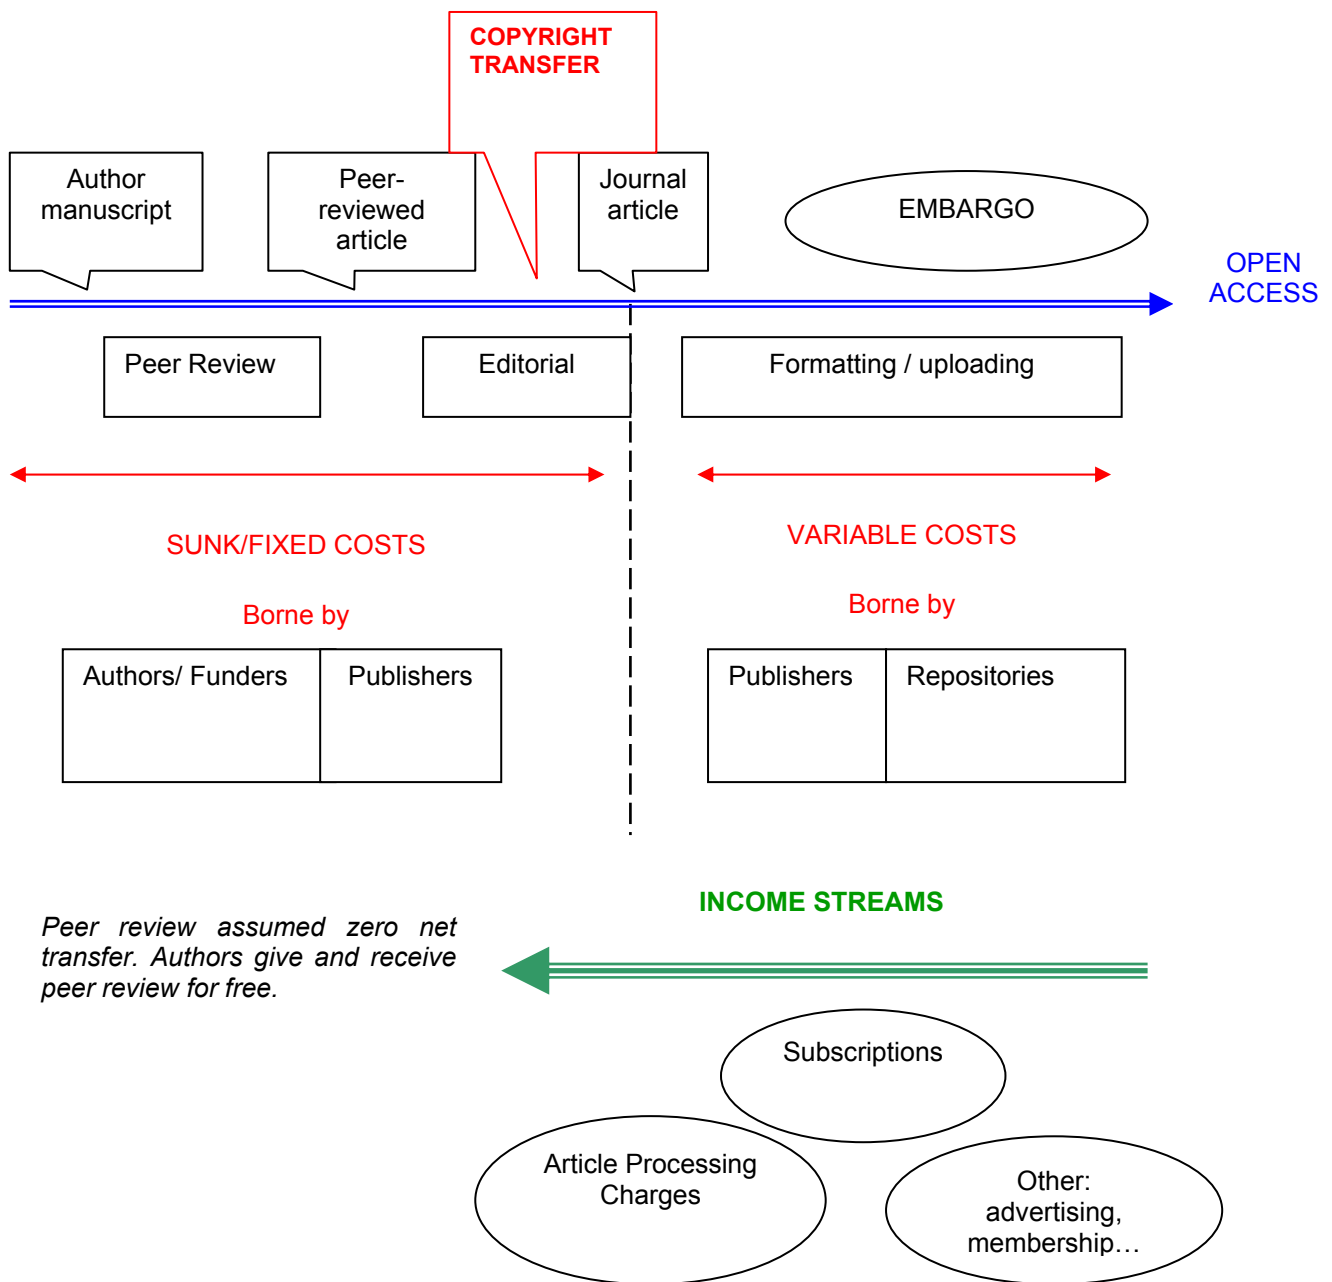 COPYRIGHT
TRANSFER
Author
manuscript
Peer-
reviewed
article
Journal
article
EMBARGO
OPEN
ACCESS
Peer Review
Editorial
Formatting / uploading
SUNK/FIXED COSTS
VARIABLE COSTS
Borne by
Borne by
Authors/ Funders
Publishers
Publishers
Repositories
INCOME STREAMS
Peer review assumed zero net
transfer. Authors give and receive
peer review for free.
Subscriptions
Article Processing
Charges
Other:
advertising,
membership…